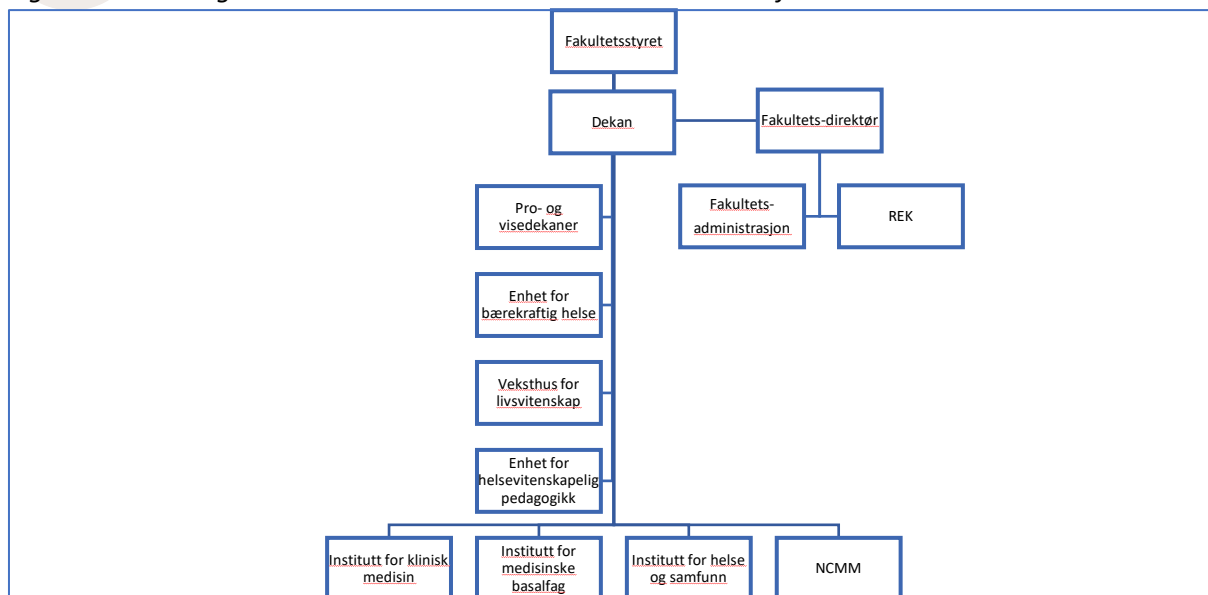 Fakultetsstyret
Dekan
Fakultets-direktør
Pro- og
visedekaner
Fakultets-
administrasjon
REK
Enhet for
bærekraftig helse
Veksthus for
livsvitenskap
Enhet for
helsevitenskapelig
pedagogikk
Institutt for klinisk
medisin
Institutt for
medisinske
basalfag
Institutt for helse
og samfunn
NCMM